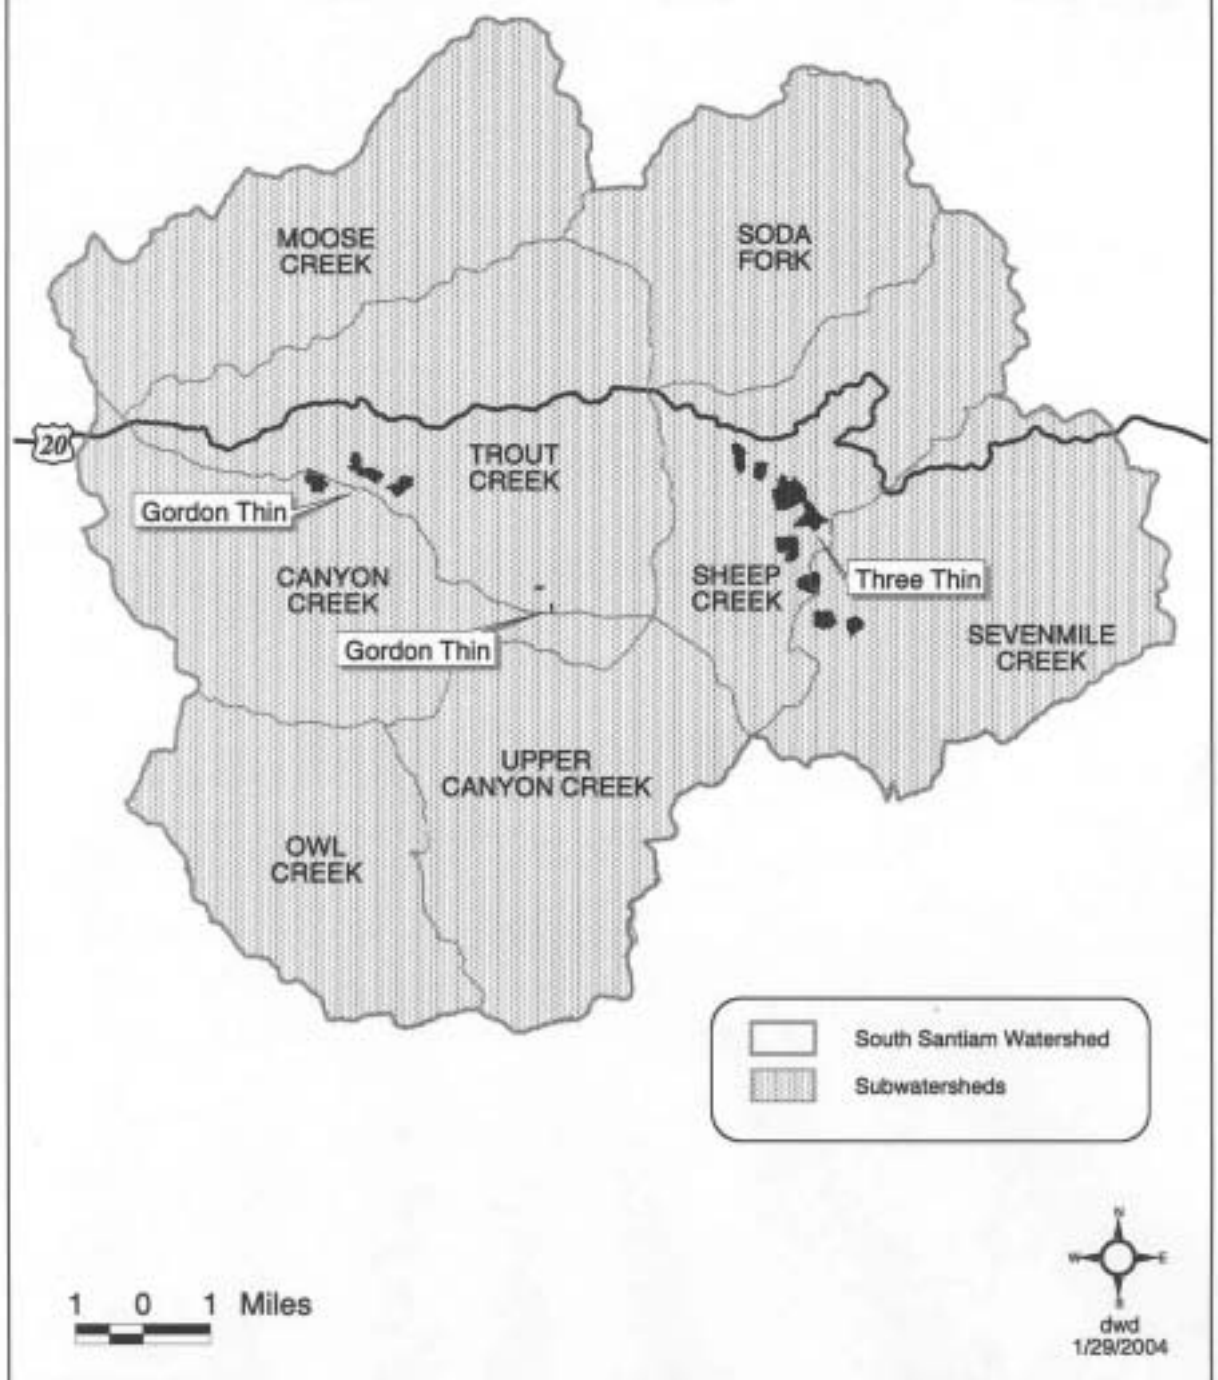 MOOSE
CREEK
SODA
FORK
20
TROUT
CREEK
Gordon Thin
CANYON
CREEK
SHEEP
CREEK
Three Thin
Gordon Thin
SEVENMILE
CREEK
UPPER
CANYON CREEK
OWL
CREEK
South Santiam Watershed
Subwatersheds
N
W E
S
1 0 1 Miles
dwd
1/29/2004